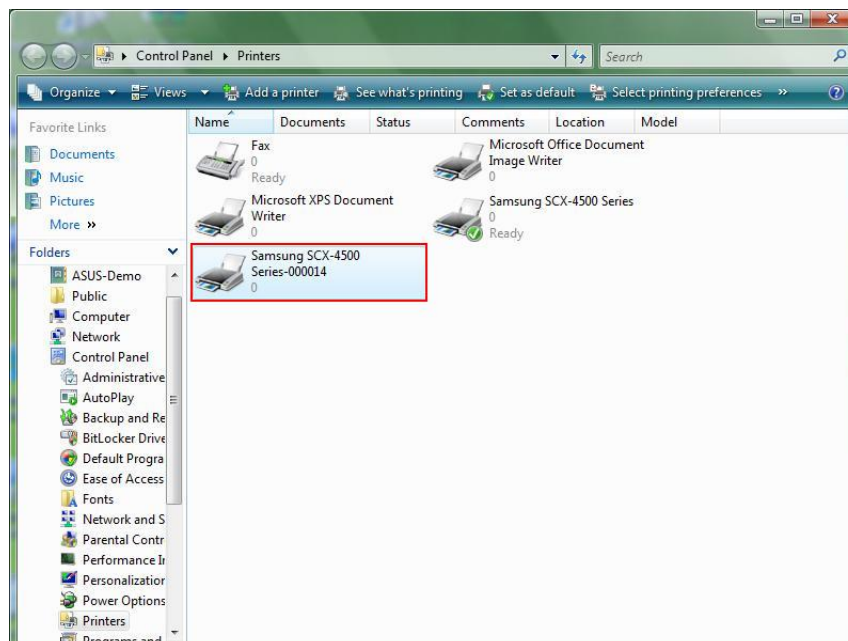 Control Panel Printers
Search
Organize Views Add a printer See what's printing Set as default Select printing preferences »
Favorite Links
Documents
Music
Pictures
More »
Folders
ASUS-Demo
Public
Computer
Network
Control Panel
Administrative
AutoPlay
Backup and Re
BitLocker Drive
Default Progra
Ease of Access
Fonts
Network and S
Parental Contr
Performance Ir
Personalization
Power Options
Printers
Programs and
Name Documents Status Comments Location Model
Fax
0
Ready
Microsoft Office Document
Image Writer
0
Microsoft XPS Document
Writer
0
Samsung SCX-4500 Series
0
Ready
Samsung SCX-4500
Series-000014
0